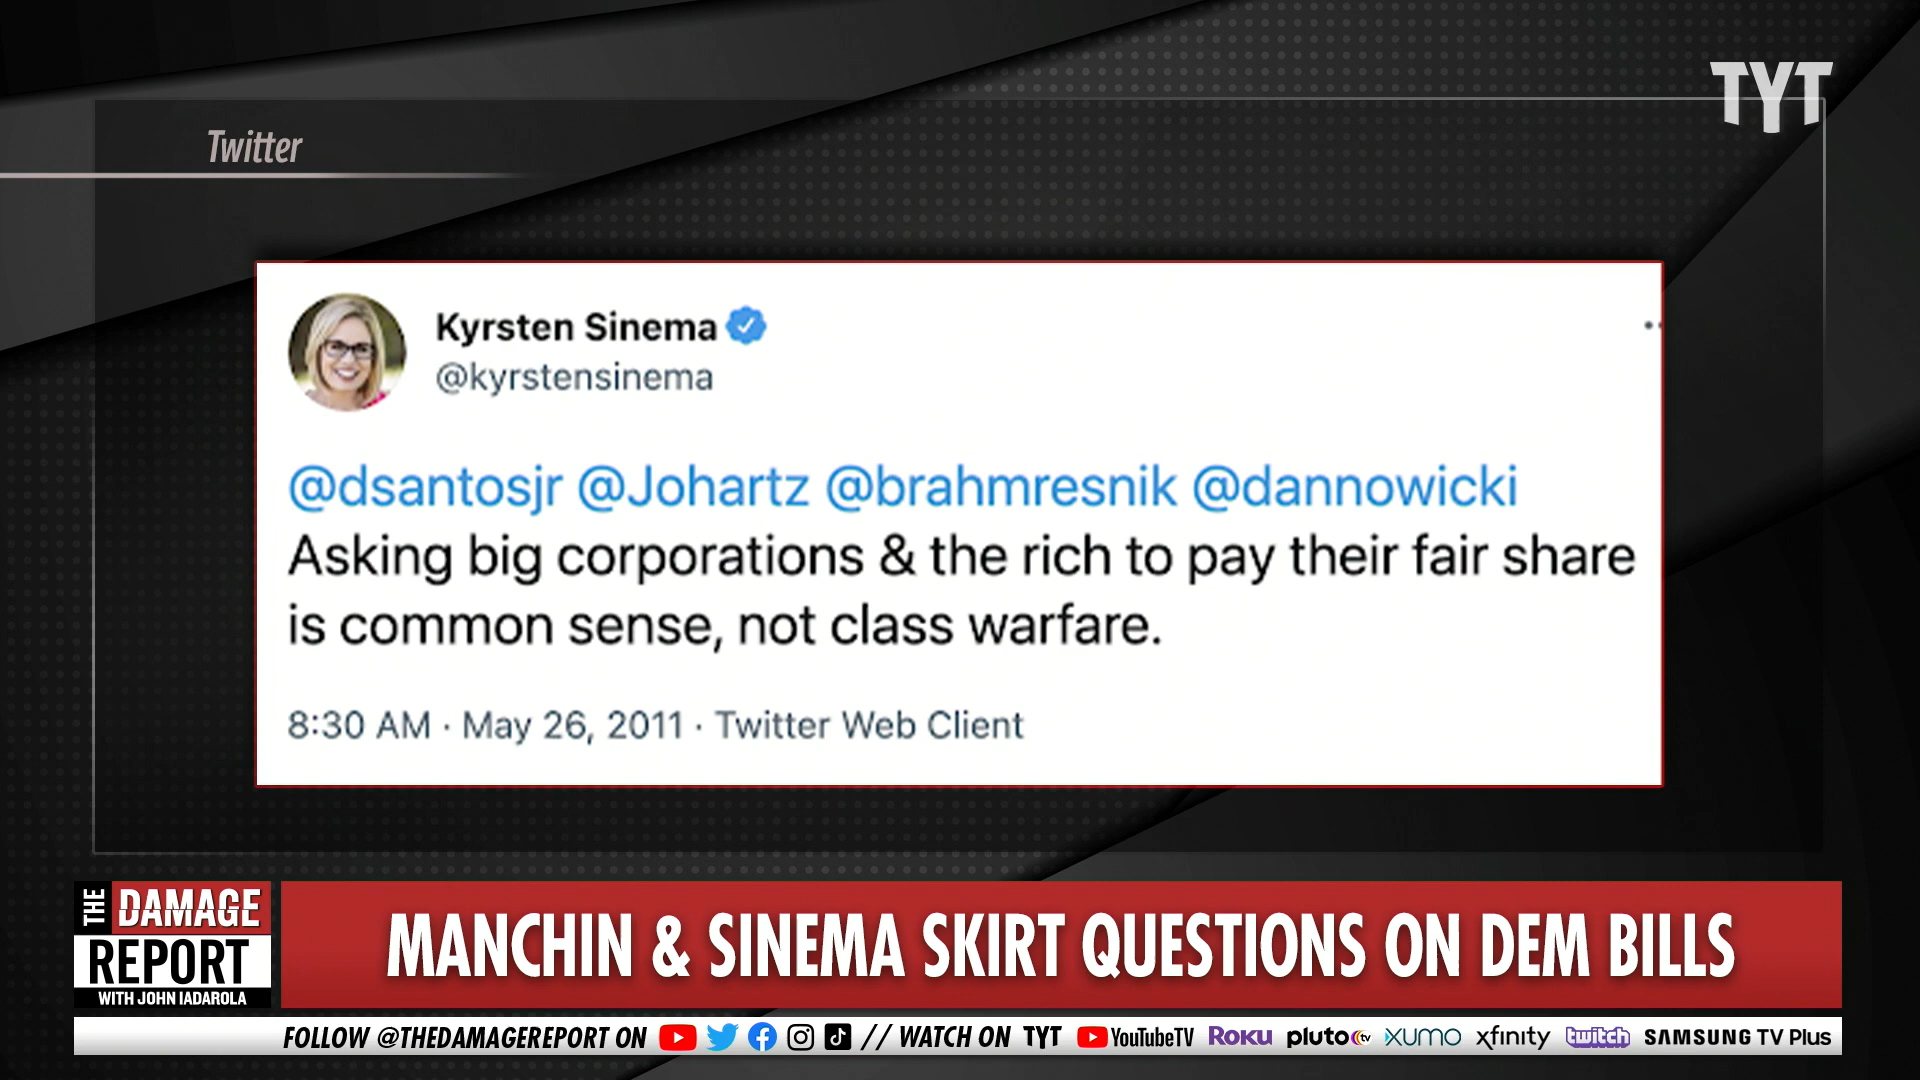 TYT
Twitter
Kyrsten Sinema
@kyrstensinema
@dsantosjr @Johartz @brahmresnik @dannowicki
Asking big corporations & the rich to pay their fair share
is common sense, not class warfare.
8:30 AM · May 26, 2011 · Twitter Web Client
THE DAMAGE
REPORT
WITH JOHN IADAROLA
MANCHIN & SINEMA SKIRT QUESTIONS ON DEM BILLS
FOLLOW @THEDAMAGEREPORT ON // WATCH ON TYT YouTubeTV ROKU pluto tv XUMO xfinity twitch SAMSUNG TV Plus